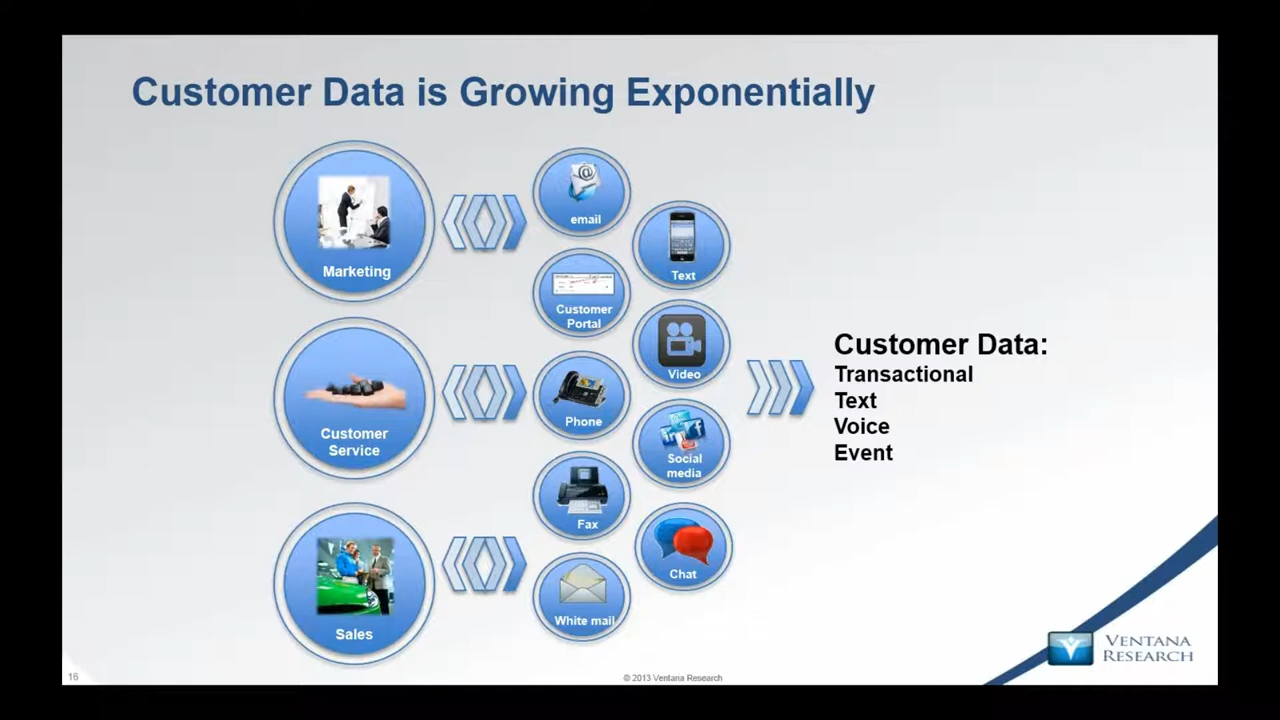 Customer Data is Growing Exponentially
Marketing
Customer
Service
Sales
email
Customer
Portal
Phone
Fax
White mail
Text
Video
Social
media
Chat
Customer Data:
Transactional
Text
Voice
Event
16
© 2013 Ventana Research
VENTANA
RESEARCH